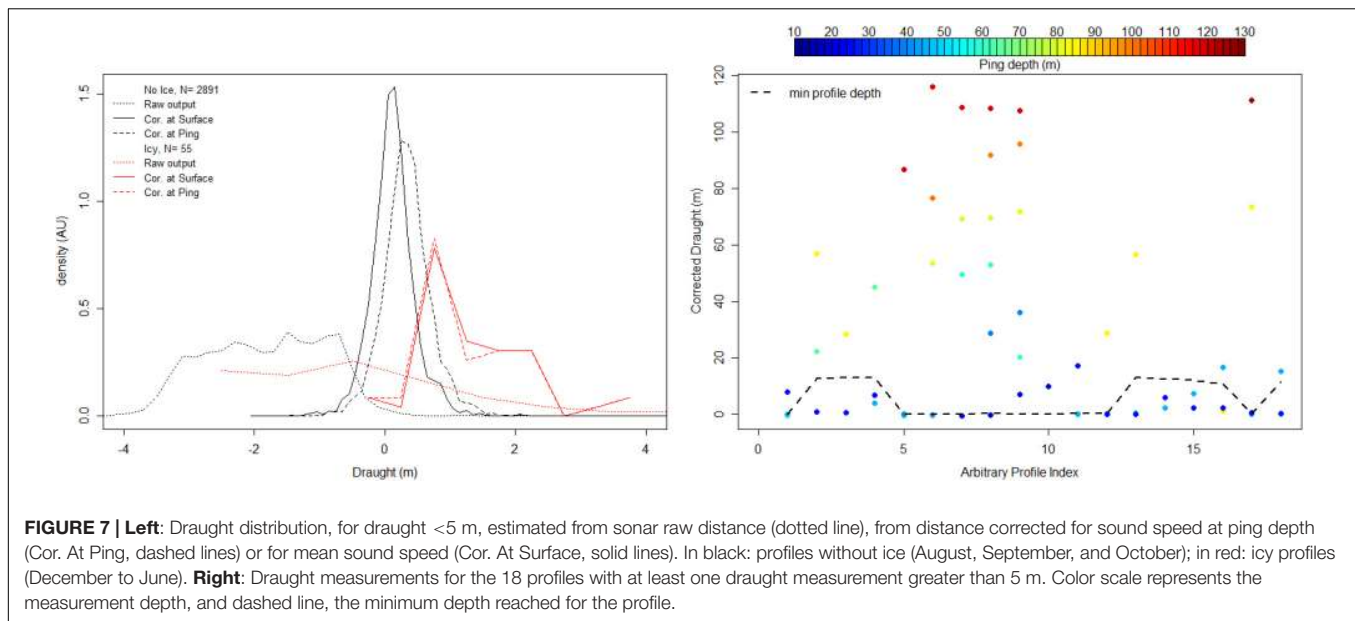 No Ice, N= 2891
Raw output
Cor. at Surface
Cor. at Ping
Icy, N= 55
Raw output
Cor. at Surface
Cor. at Ping
density (AU)
0.0 0.5 1.0 1.5
-4 -2 0 2 4
Draught (m)
10 20 30 40 50 60 70 80 90 100 110 120 130
Ping depth (m)
min profile depth
Corrected Draught (m)
0 20 40 60 80 100 120
0 5 10 15
Arbitrary Profile Index
FIGURE 7 | Left: Draught distribution, for draught <5 m, estimated from sonar raw distance (dotted line), from distance corrected for sound speed at ping depth
(Cor. At Ping, dashed lines) or for mean sound speed (Cor. At Surface, solid lines). In black: profiles without ice (August, September, and October); in red: icy profiles
(December to June). Right: Draught measurements for the 18 profiles with at least one draught measurement greater than 5 m. Color scale represents the
measurement depth, and dashed line, the minimum depth reached for the profile.